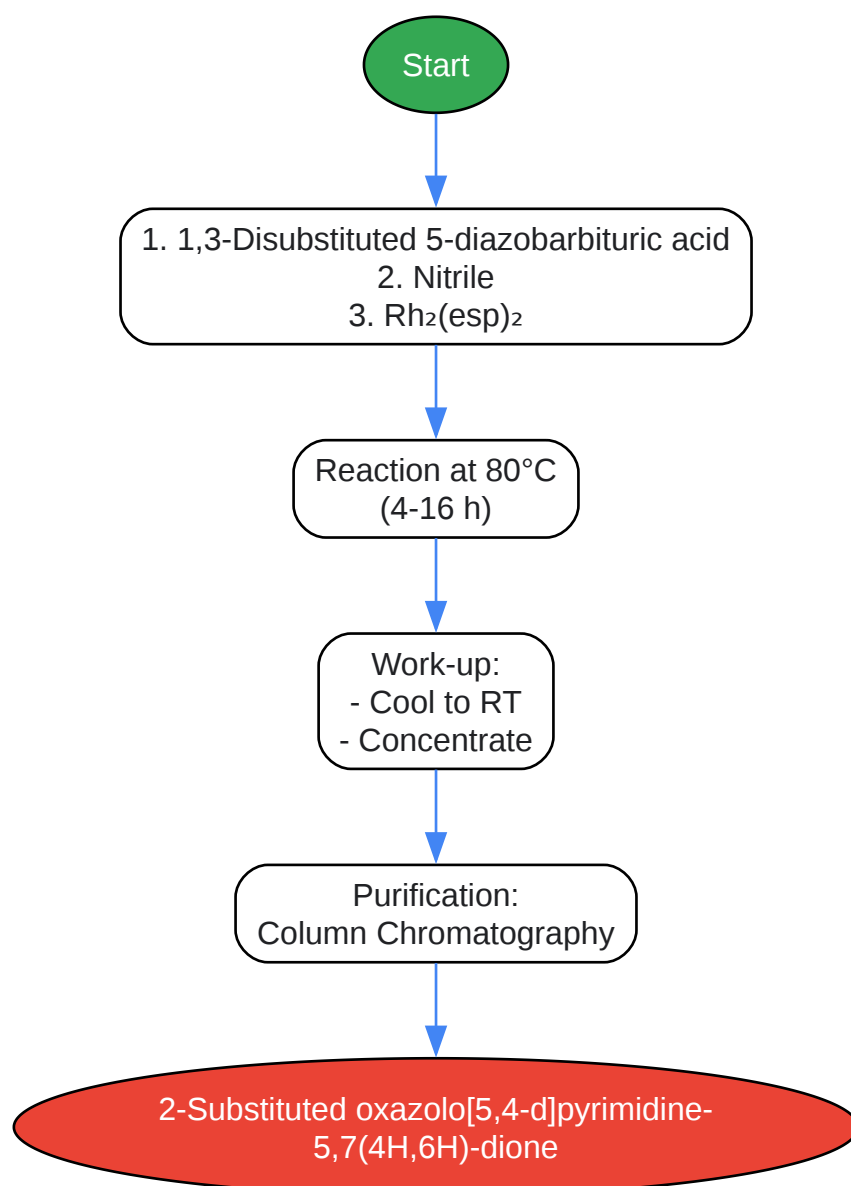 Start
1. 1,3-Disubstituted 5-diazobarbituric acid
2. Nitrile
3. Rh₂(esp)₂
Reaction at 80°C
(4-16 h)
Work-up:
- Cool to RT
- Concentrate
Purification:
Column Chromatography
2-Substituted oxazolo[5,4-d]pyrimidine-
5,7(4H,6H)-dione